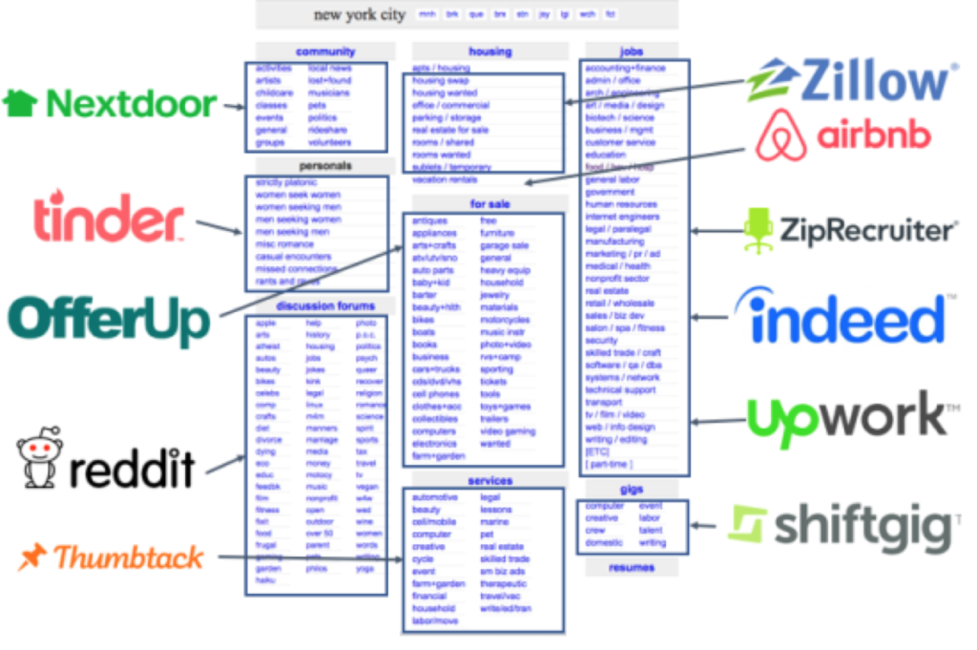 new york city mnh brk que brx stn jsy lgi wch fct
community
activities local news
artists lost+found
childcare musicians
classes pets
events politics
general rideshare
groups volunteers
personals
strictly platonic
women seek women
women seeking men
men seeking women
men seeking men
misc romance
casual encounters
missed connections
rants and raves
discussion forums
apple help photo
arts history p.o.c.
atheist housing politics
autos jobs psych
beauty jokes queer
bikes kink recover
celebs legal religion
comp linux romance
crafts m4m science
diet manners spirit
divorce marriage sports
dying media tax
eco money travel
educ motocy tv
feedbk music vegan
film nonprofit w4w
fitness open wed
fixit outdoor wine
food over 50 women
frugal parent words
gaming pets writing
garden philos yoga
haiku
housing
apts / housing
housing swap
housing wanted
office / commercial
parking / storage
real estate for sale
rooms / shared
rooms wanted
sublets / temporary
vacation rentals
for sale
antiques free
appliances furniture
arts+crafts garage sale
atv/utv/sno general
auto parts heavy equip
baby+kid household
barter jewelry
beauty+hlth materials
bikes motorcycles
boats music instr
books photo+video
business rvs+camp
cars+trucks sporting
cds/dvd/vhs tickets
cell phones tools
clothes+acc toys+games
collectibles trailers
computers video gaming
electronics wanted
farm+garden
services
automotive legal
beauty lessons
cell/mobile marine
computer pet
creative real estate
cycle skilled trade
event sm biz ads
farm+garden therapeutic
financial travel/vac
household write/ed/tran
labor/move
jobs
accounting+finance
admin / office
arch / engineering
art / media / design
biotech / science
business / mgmt
customer service
education
food / bev / hosp
general labor
government
human resources
internet engineers
legal / paralegal
manufacturing
marketing / pr / ad
medical / health
nonprofit sector
real estate
retail / wholesale
sales / biz dev
salon / spa / fitness
security
skilled trade / craft
software / qa / dba
systems / network
technical support
transport
tv / film / video
web / info design
writing / editing
[ETC]
[ part-time ]
gigs
computer event
creative labor
crew talent
domestic writing
resumes
Nextdoor
tinder
OfferUp
reddit
Thumbtack
Zillow®
airbnb
ZipRecruiter®
indeed™
upwork™
shiftgig